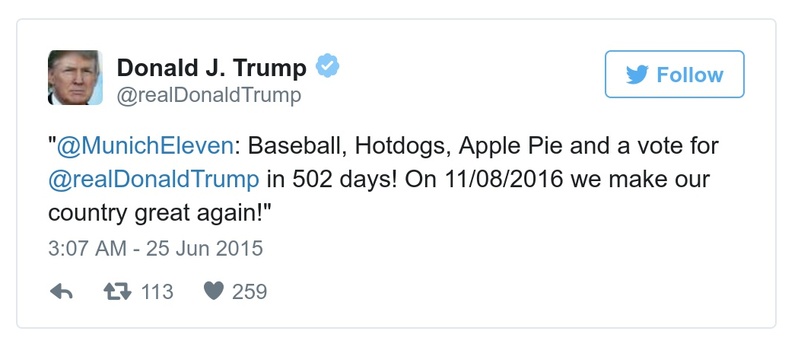 Donald J. Trump
@realDonaldTrump
Follow
"@MunichEleven: Baseball, Hotdogs, Apple Pie and a vote for
@realDonaldTrump in 502 days! On 11/08/2016 we make our
country great again!"
3:07 AM - 25 Jun 2015
113 259